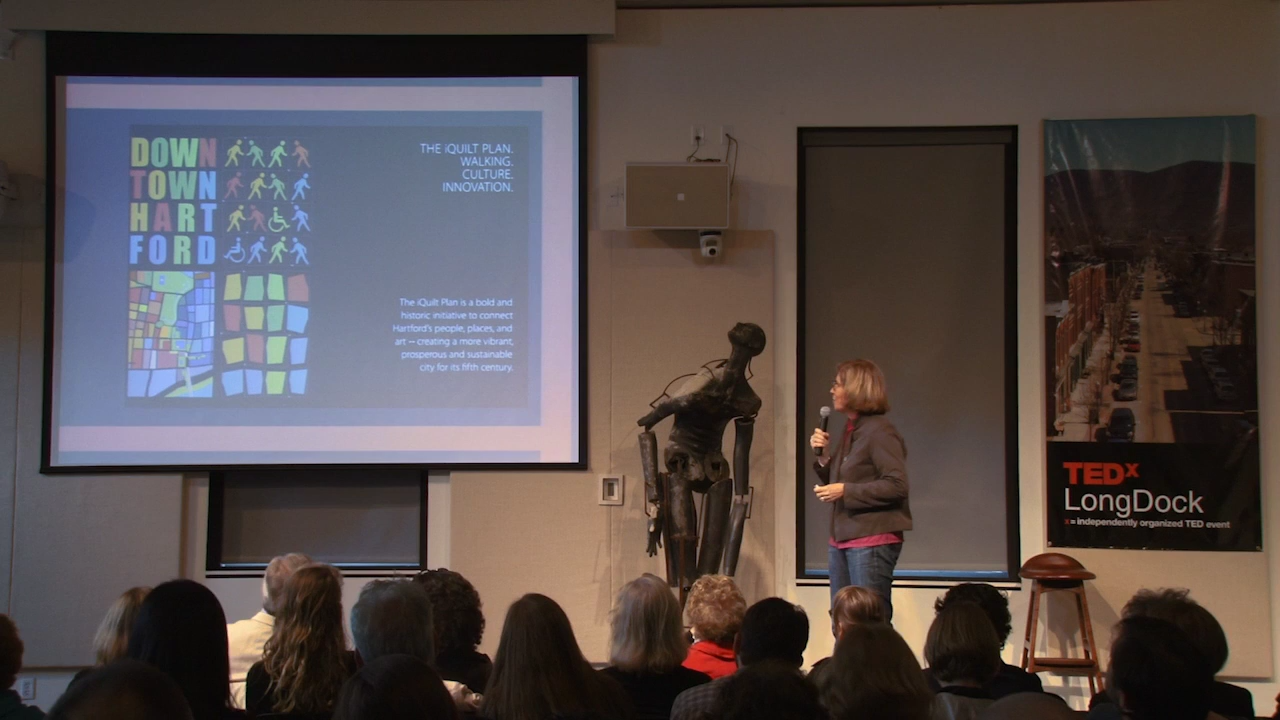 DOWN
TOWN
HART
FORD
THE iQUILT PLAN.
WALKING.
CULTURE.
INNOVATION.
The iQuilt Plan is a bold and
historic initiative to connect
Hartford's people, places, and
art – creating a more vibrant,
prosperous and sustainable
city for its fifth century.
TEDx
LongDock
x = independently organized TED event